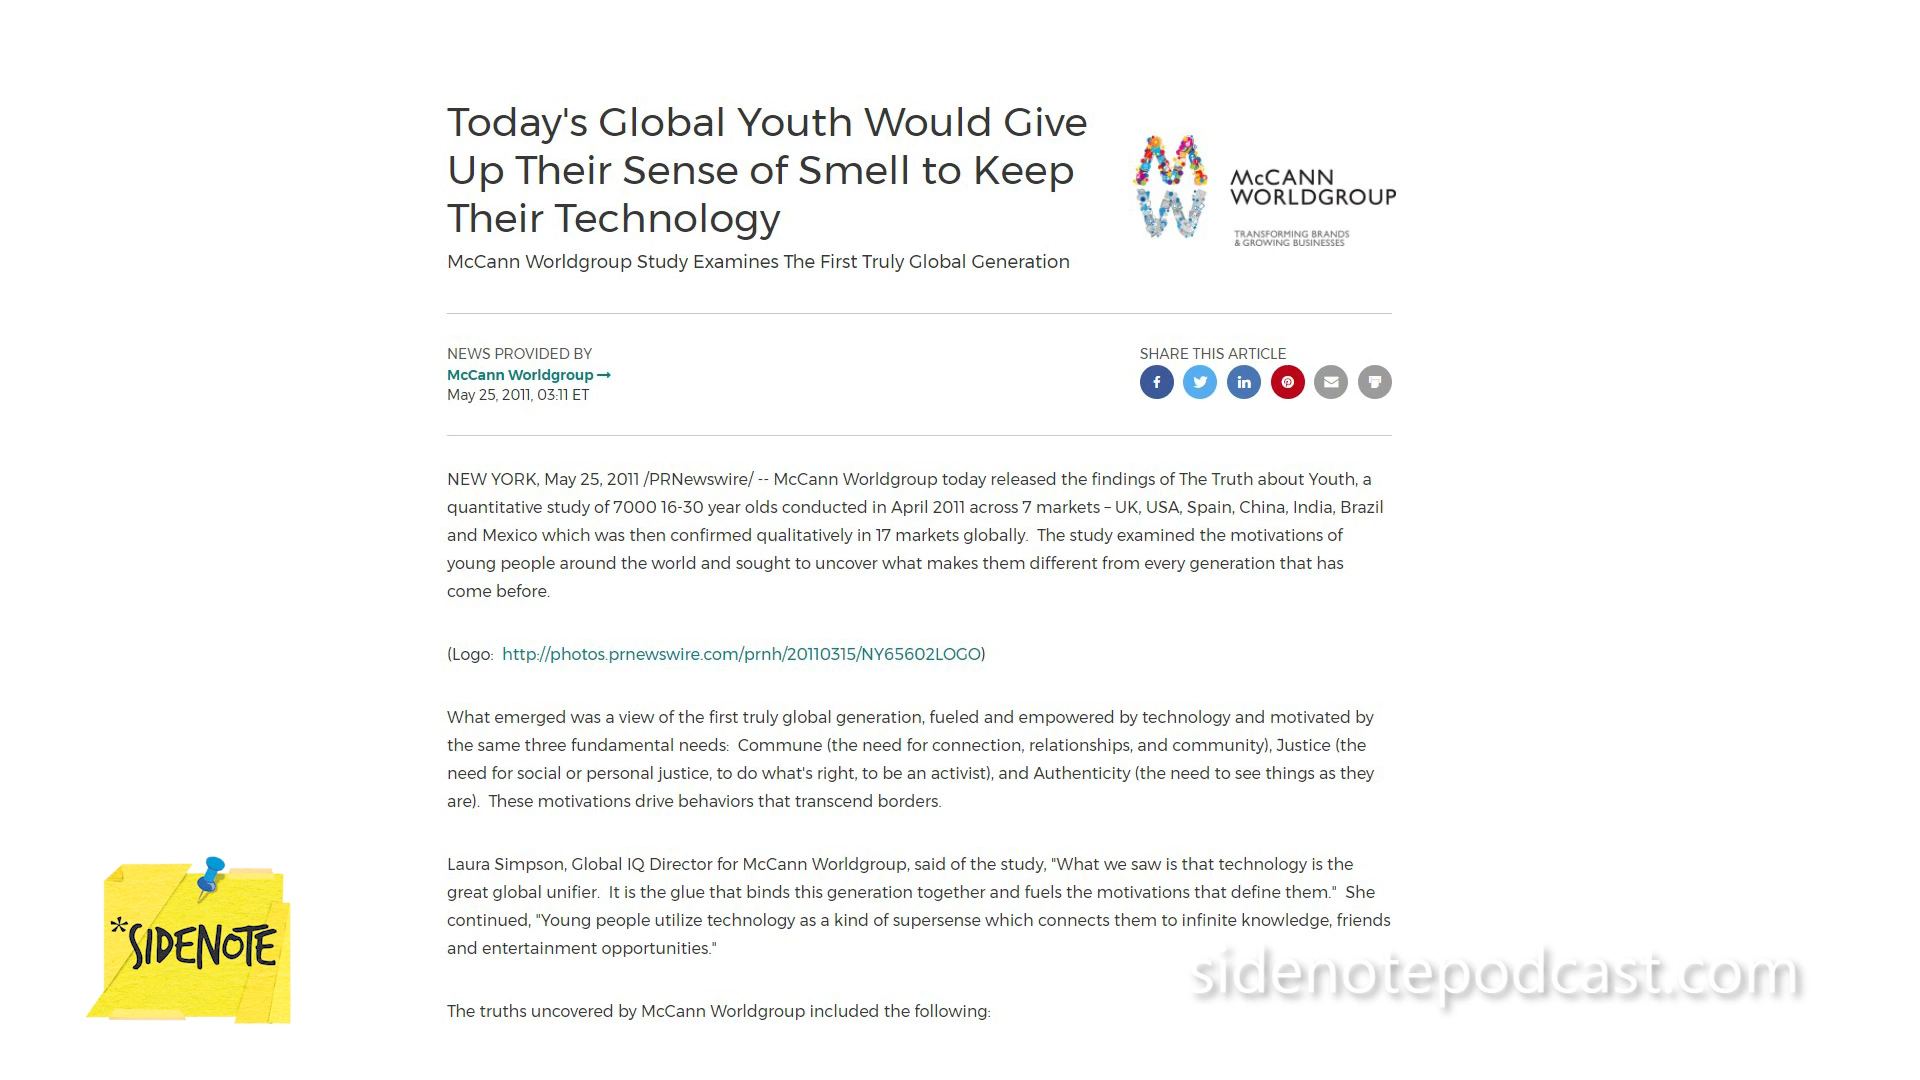 Today's Global Youth Would Give
Up Their Sense of Smell to Keep
Their Technology
McCann Worldgroup Study Examines The First Truly Global Generation
McCANN
WORLDGROUP
TRANSFORMING BRANDS
& GROWING BUSINESSES
NEWS PROVIDED BY
McCann Worldgroup
May 25, 2011, 03:11 ET
SHARE THIS ARTICLE
NEW YORK, May 25, 2011 /PRNewswire/ -- McCann Worldgroup today released the findings of The Truth about Youth, a
quantitative study of 7000 16-30 year olds conducted in April 2011 across 7 markets – UK, USA, Spain, China, India, Brazil
and Mexico which was then confirmed qualitatively in 17 markets globally.  The study examined the motivations of
young people around the world and sought to uncover what makes them different from every generation that has
come before.
(Logo:  http://photos.prnewswire.com/prnh/20110315/NY65602LOGO)
What emerged was a view of the first truly global generation, fueled and empowered by technology and motivated by
the same three fundamental needs:  Commune (the need for connection, relationships, and community), Justice (the
need for social or personal justice, to do what's right, to be an activist), and Authenticity (the need to see things as they
are).  These motivations drive behaviors that transcend borders.
Laura Simpson, Global IQ Director for McCann Worldgroup, said of the study, "What we saw is that technology is the
great global unifier.  It is the glue that binds this generation together and fuels the motivations that define them."  She
continued, "Young people utilize technology as a kind of supersense which connects them to infinite knowledge, friends
and entertainment opportunities."
The truths uncovered by McCann Worldgroup included the following:
*SIDENOTE
sidenotepodcast.com